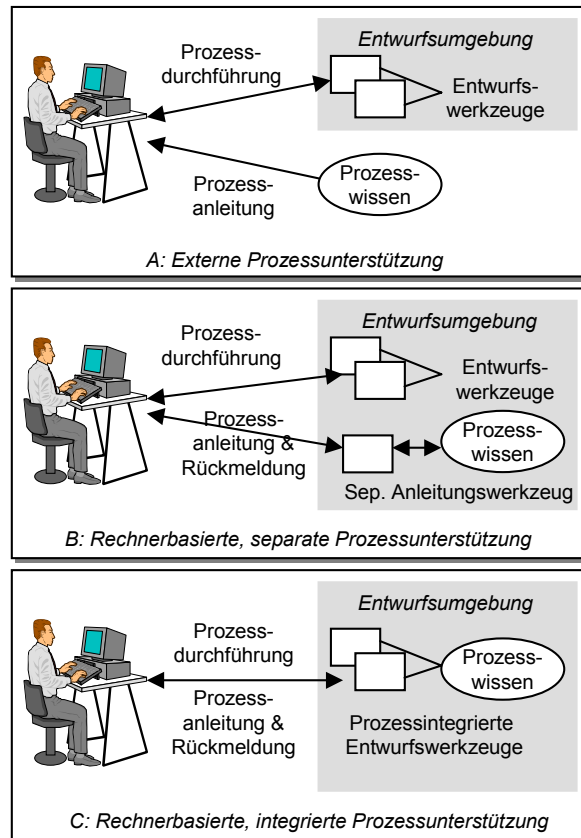 Entwurfsumgebung
Prozess-
durchführung
Entwurfs-
werkzeuge
Prozess-
anleitung
Prozess-
wissen
A: Externe Prozessunterstützung
Entwurfsumgebung
Prozess-
durchführung
Entwurfs-
werkzeuge
Prozess-
anleitung &
Rückmeldung
Prozess-
wissen
Sep. Anleitungswerkzeug
B: Rechnerbasierte, separate Prozessunterstützung
Entwurfsumgebung
Prozess-
durchführung
Prozess-
wissen
Prozess-
anleitung &
Rückmeldung
Prozessintegrierte
Entwurfswerkzeuge
C: Rechnerbasierte, integrierte Prozessunterstützung